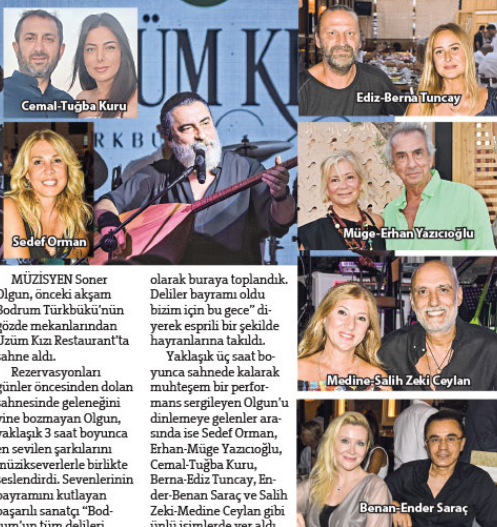 Cemal-Tuğba Kuru
Sedef Orman
Ediz-Berna Tuncay
Müge-Erhan Yazıcıoğlu
Medine-Salih Zeki Ceylan
Benan-Ender Saraç
MÜZİSYEN Soner
Olgun, önceki akşam
Bodrum Türkbükü'nün
gözde mekanlarından
Üzüm Kızı Restaurant'ta
sahne aldı.
Rezervasyonları
günler öncesinden dolan
sahnesinde geleneğini
yine bozmayan Olgun,
yaklaşık 3 saat boyunca
en sevilen şarkılarını
müzikseverlerle birlikte
seslendirdi. Sevenlerinin
bayramını kutlayan
başarılı sanatçı “Bod-
rum'un tüm delileri
olarak buraya toplandık.
Deliler bayramı oldu
bizim için bu gece” di-
yerek esprili bir şekilde
hayranlarına takıldı.
Yaklaşık üç saat bo-
yunca sahnede kalarak
muhteşem bir perfor-
mans sergileyen Olgun'u
dinlemeye gelenler ara-
sında ise Sedef Orman,
Erhan-Müge Yazıcıoğlu,
Cemal-Tuğba Kuru,
Berna-Ediz Tuncay, En-
der-Benan Saraç ve Salih
Zeki-Medine Ceylan gibi
ünlü isimlerde yer aldı.